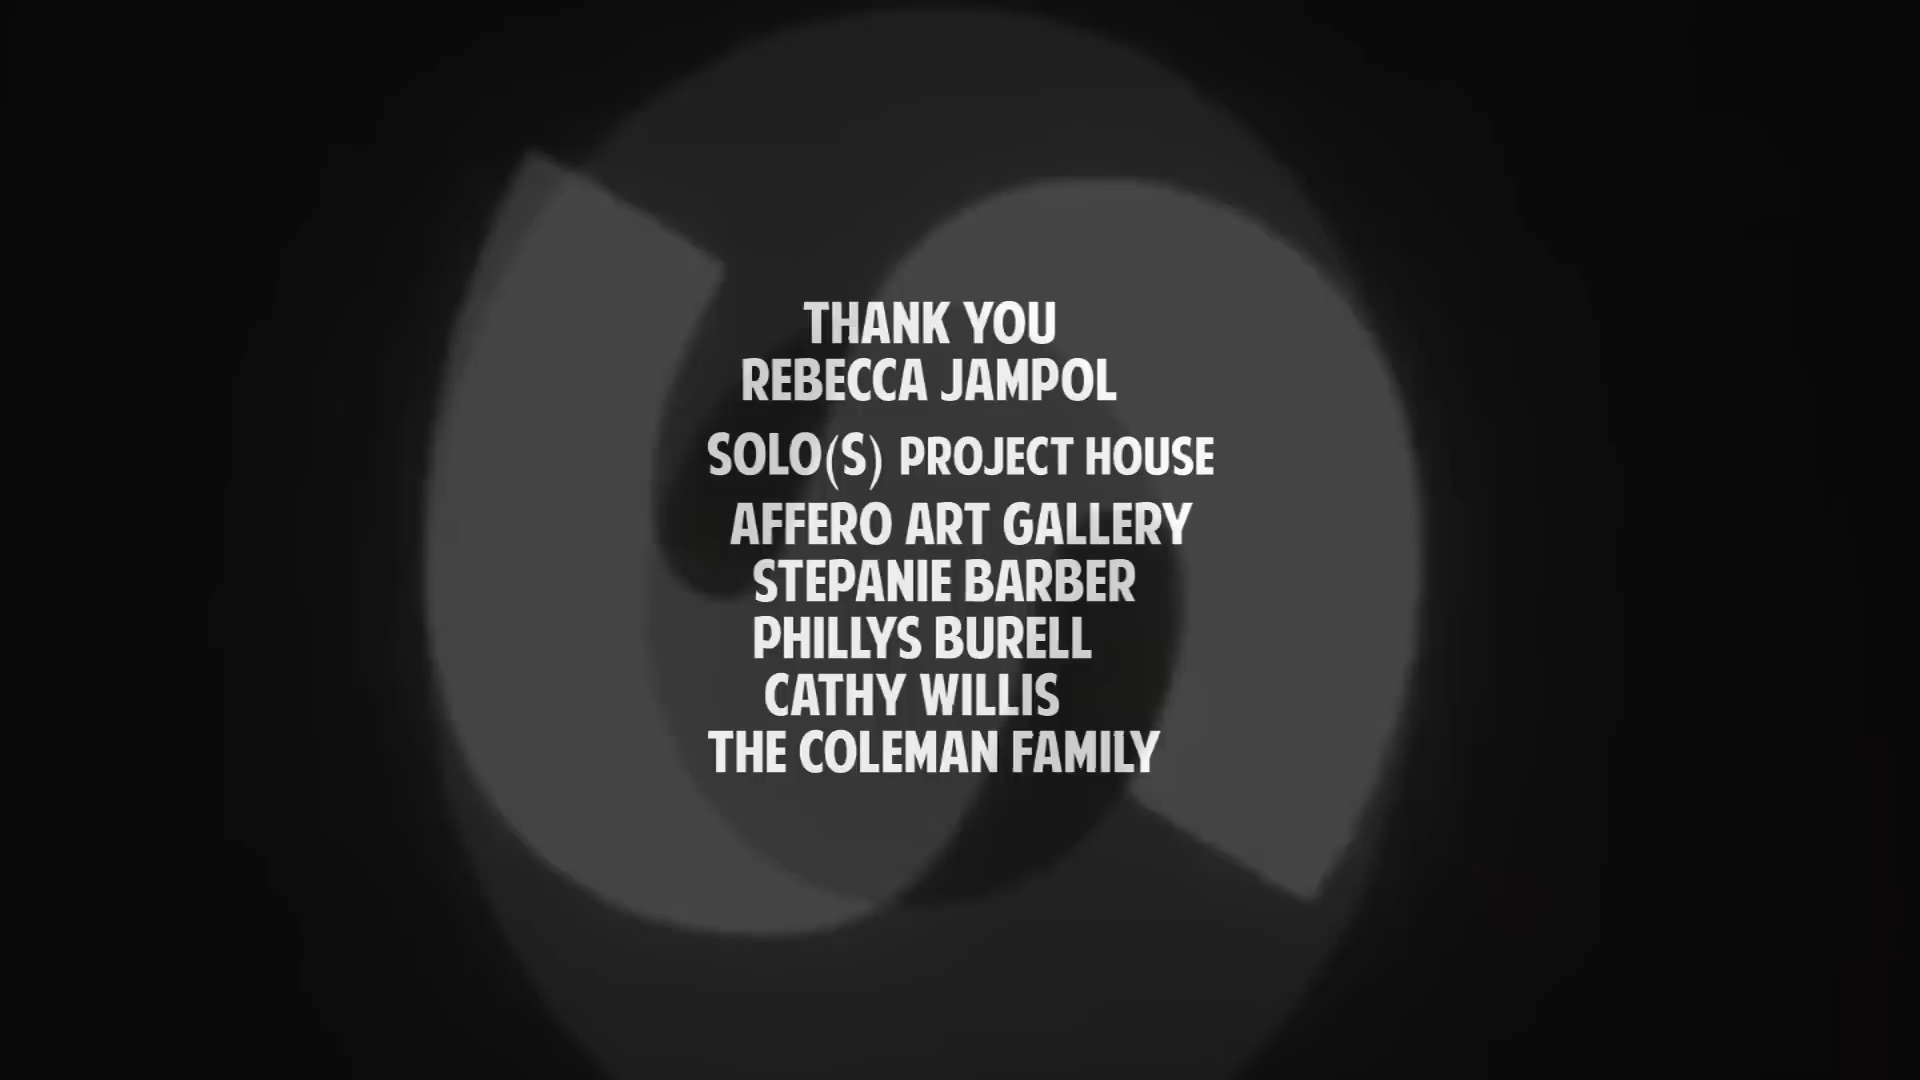 THANK YOU
REBECCA JAMPOL
SOLO(S) PROJECT HOUSE
AFFERO ART GALLERY
STEPANIE BARBER
PHILLYS BURELL
CATHY WILLIS
THE COLEMAN FAMILY